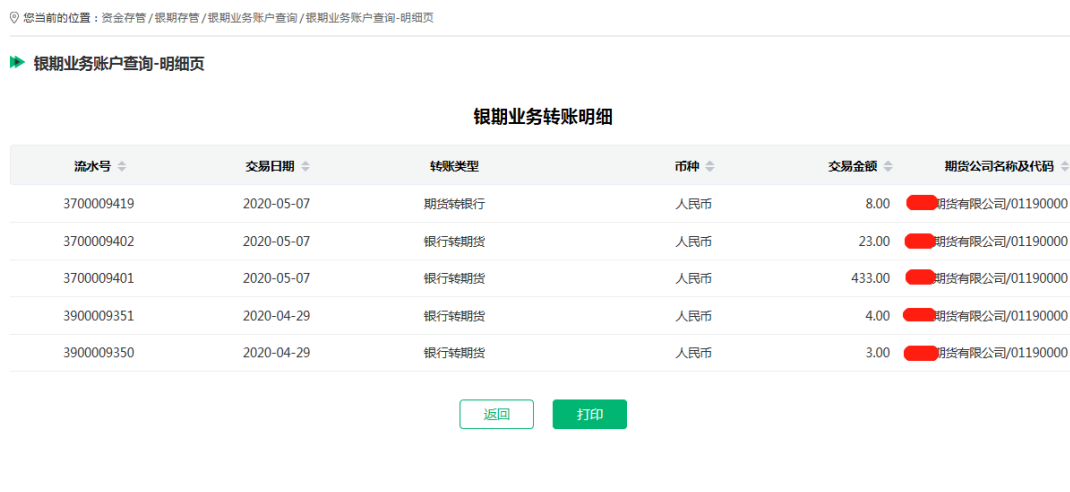 您当前的位置：资金存管 / 银期存管 / 银期业务账户查询 / 银期业务账户查询-明细页
银期业务账户查询-明细页
银期业务转账明细
流水号 交易日期 转账类型 币种 交易金额 期货公司名称及代码
3700009419 2020-05-07 期货转银行 人民币 8.00 期货有限公司/01190000
3700009402 2020-05-07 银行转期货 人民币 23.00 期货有限公司/01190000
3700009401 2020-05-07 银行转期货 人民币 433.00 期货有限公司/01190000
3900009351 2020-04-29 银行转期货 人民币 4.00 期货有限公司/01190000
3900009350 2020-04-29 银行转期货 人民币 3.00 期货有限公司/01190000
返回 打印